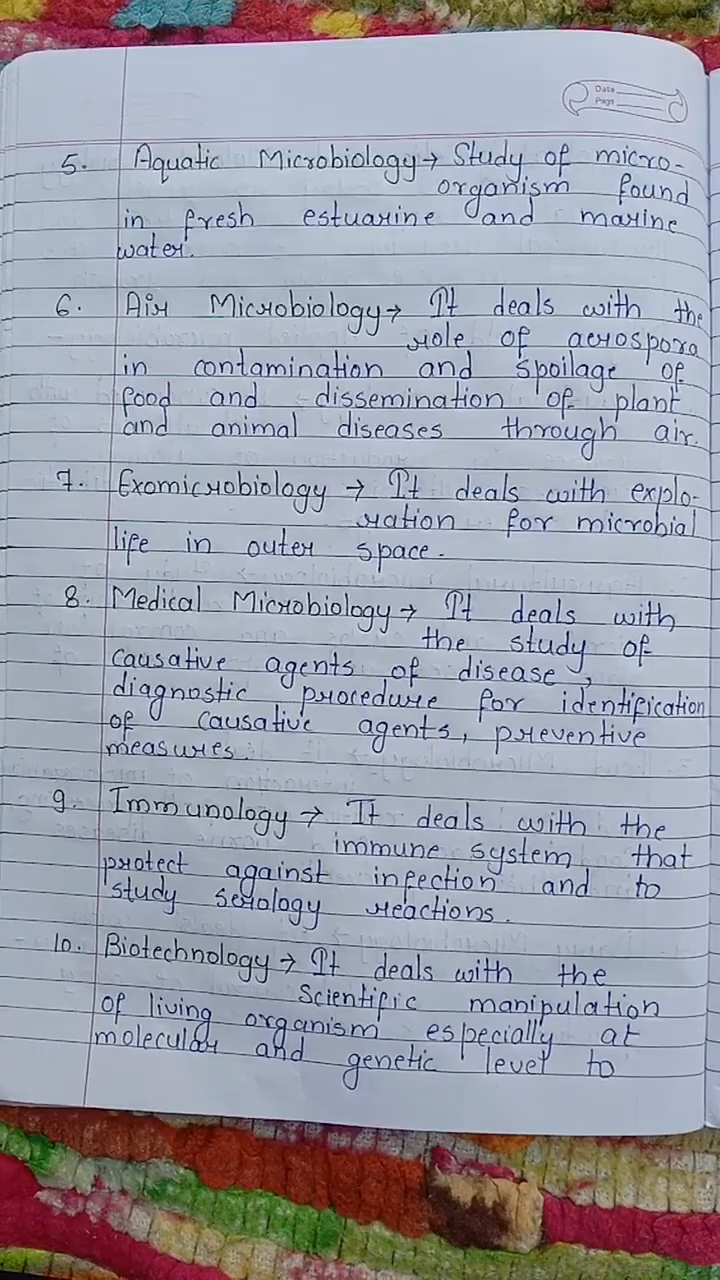 Date
Page
5. Aquatic Microbiology → Study of micro-
organism found
in fresh estuarine and marine
water.
6. Air Microbiology → It deals with the
role of aerospora
in contamination and spoilage of
food and dissemination of plant
and animal diseases through air.
7. Exomicrobiology → It deals with explo-
ration for microbial
life in outer space.
8. Medical Microbiology → It deals with
the study of
causative agents of disease,
diagnostic procedure for identification
of causative agents, preventive
measures.
9. Immunology → It deals with the
immune system that
protect against infection and to
study serology reactions.
10. Biotechnology → It deals with the
Scientific manipulation
of living organism especially at
molecular and genetic level to